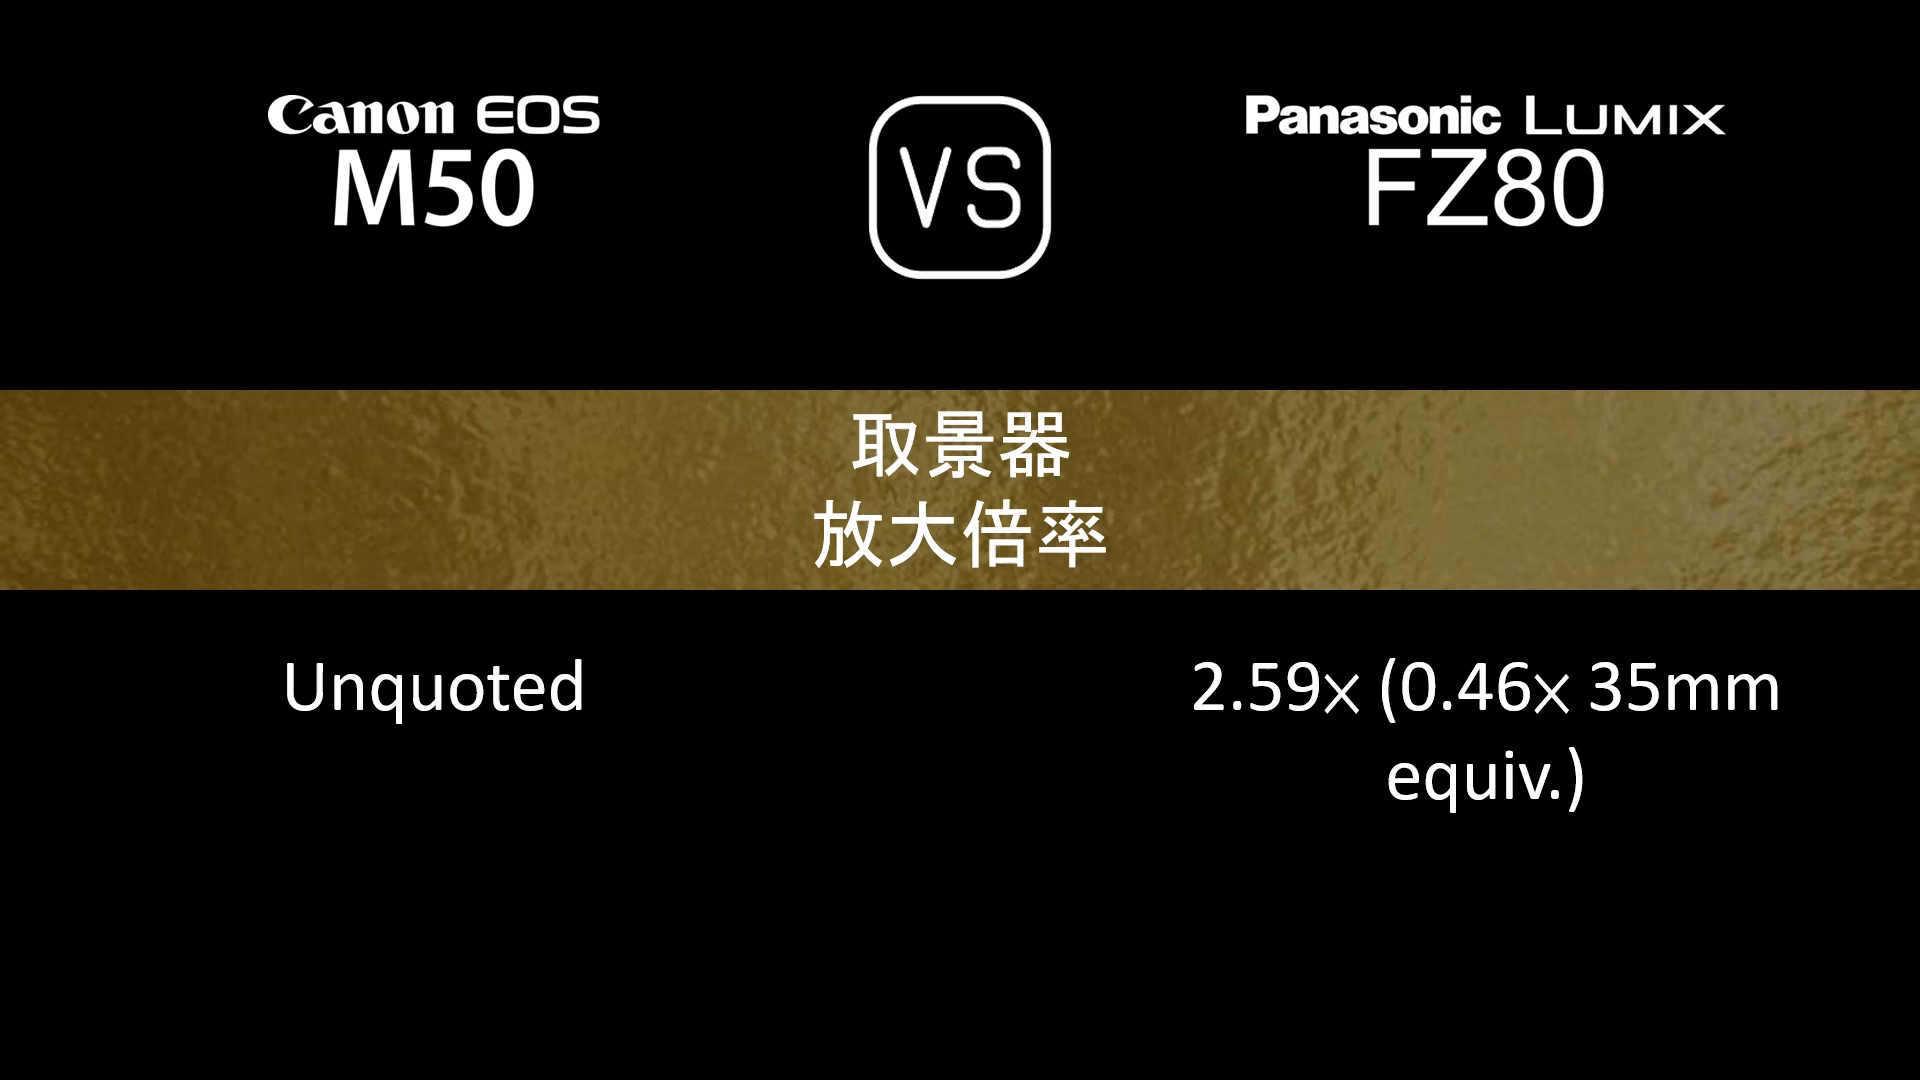 Canon EOS
M50
VS
Panasonic LUMIX
FZ80
取景器
放大倍率
Unquoted
2.59x (0.46x 35mm
equiv.)